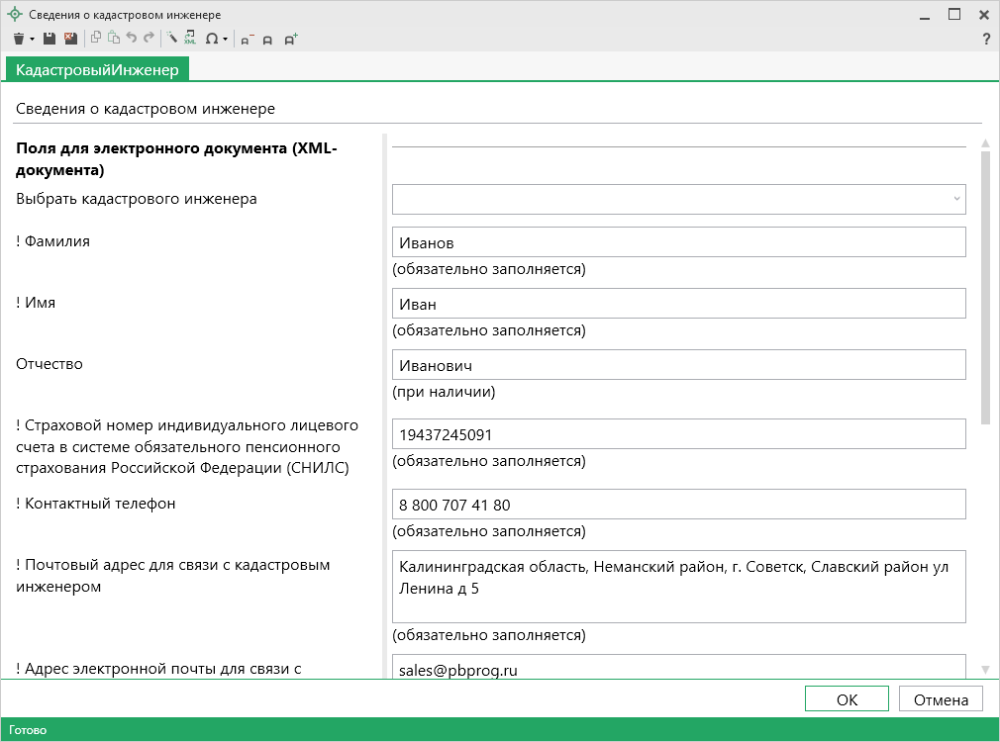 Сведения о кадастровом инженере
XML
?
КадастровыйИнженер
Сведения о кадастровом инженере
Поля для электронного документа (XML-
документа)
Выбрать кадастрового инженера
! Фамилия
Иванов
(обязательно заполняется)
! Имя
Иван
(обязательно заполняется)
Отчество
Иванович
(при наличии)
! Страховой номер индивидуального лицевого
счета в системе обязательного пенсионного
страхования Российской Федерации (СНИЛС)
19437245091
(обязательно заполняется)
! Контактный телефон
8 800 707 41 80
(обязательно заполняется)
! Почтовый адрес для связи с кадастровым
инженером
Калининградская область, Неманский район, г. Советск, Славский район ул
Ленина д 5
(обязательно заполняется)
! Адрес электронной почты для связи с
sales@pbprog.ru
ОК
Отмена
Готово